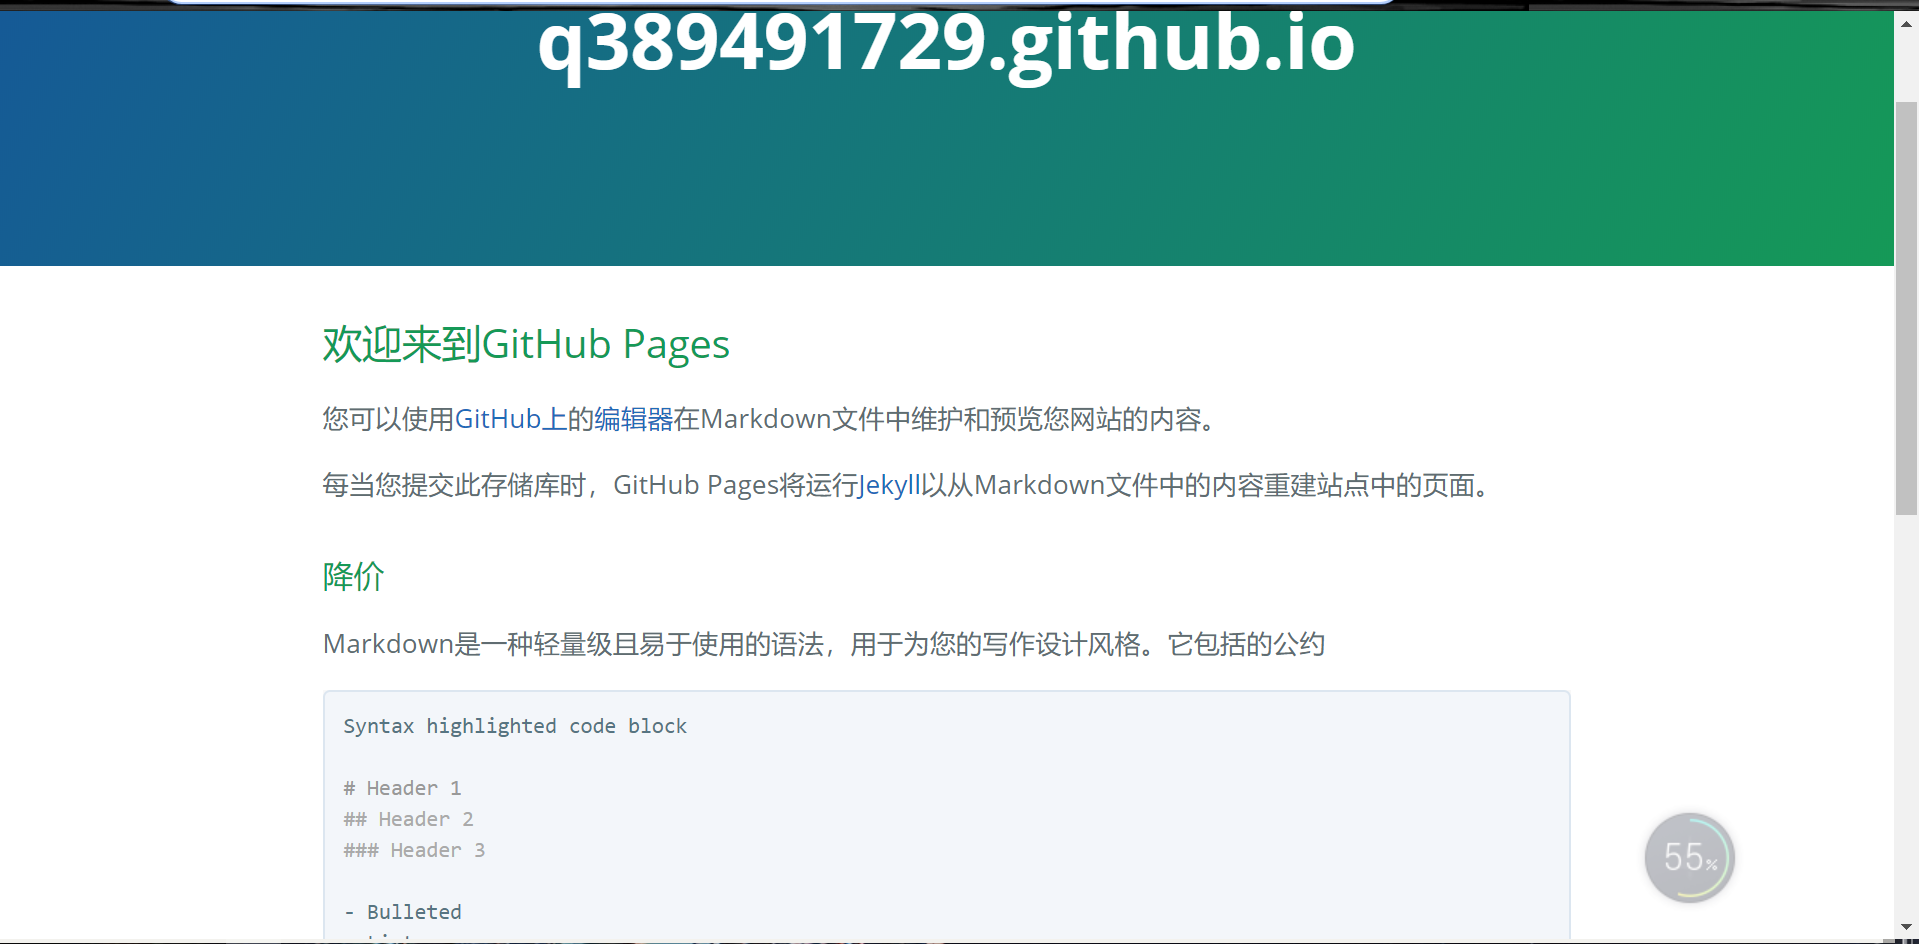 q389491729.github.io
欢迎来到GitHub Pages
您可以使用GitHub上的编辑器在Markdown文件中维护和预览您网站的内容。
每当您提交此存储库时，GitHub Pages将运行Jekyll以从Markdown文件中的内容重建站点中的页面。
降价
Markdown是一种轻量级且易于使用的语法，用于为您的写作设计风格。它包括的公约
Syntax highlighted code block
# Header 1
## Header 2
### Header 3
- Bulleted
55%